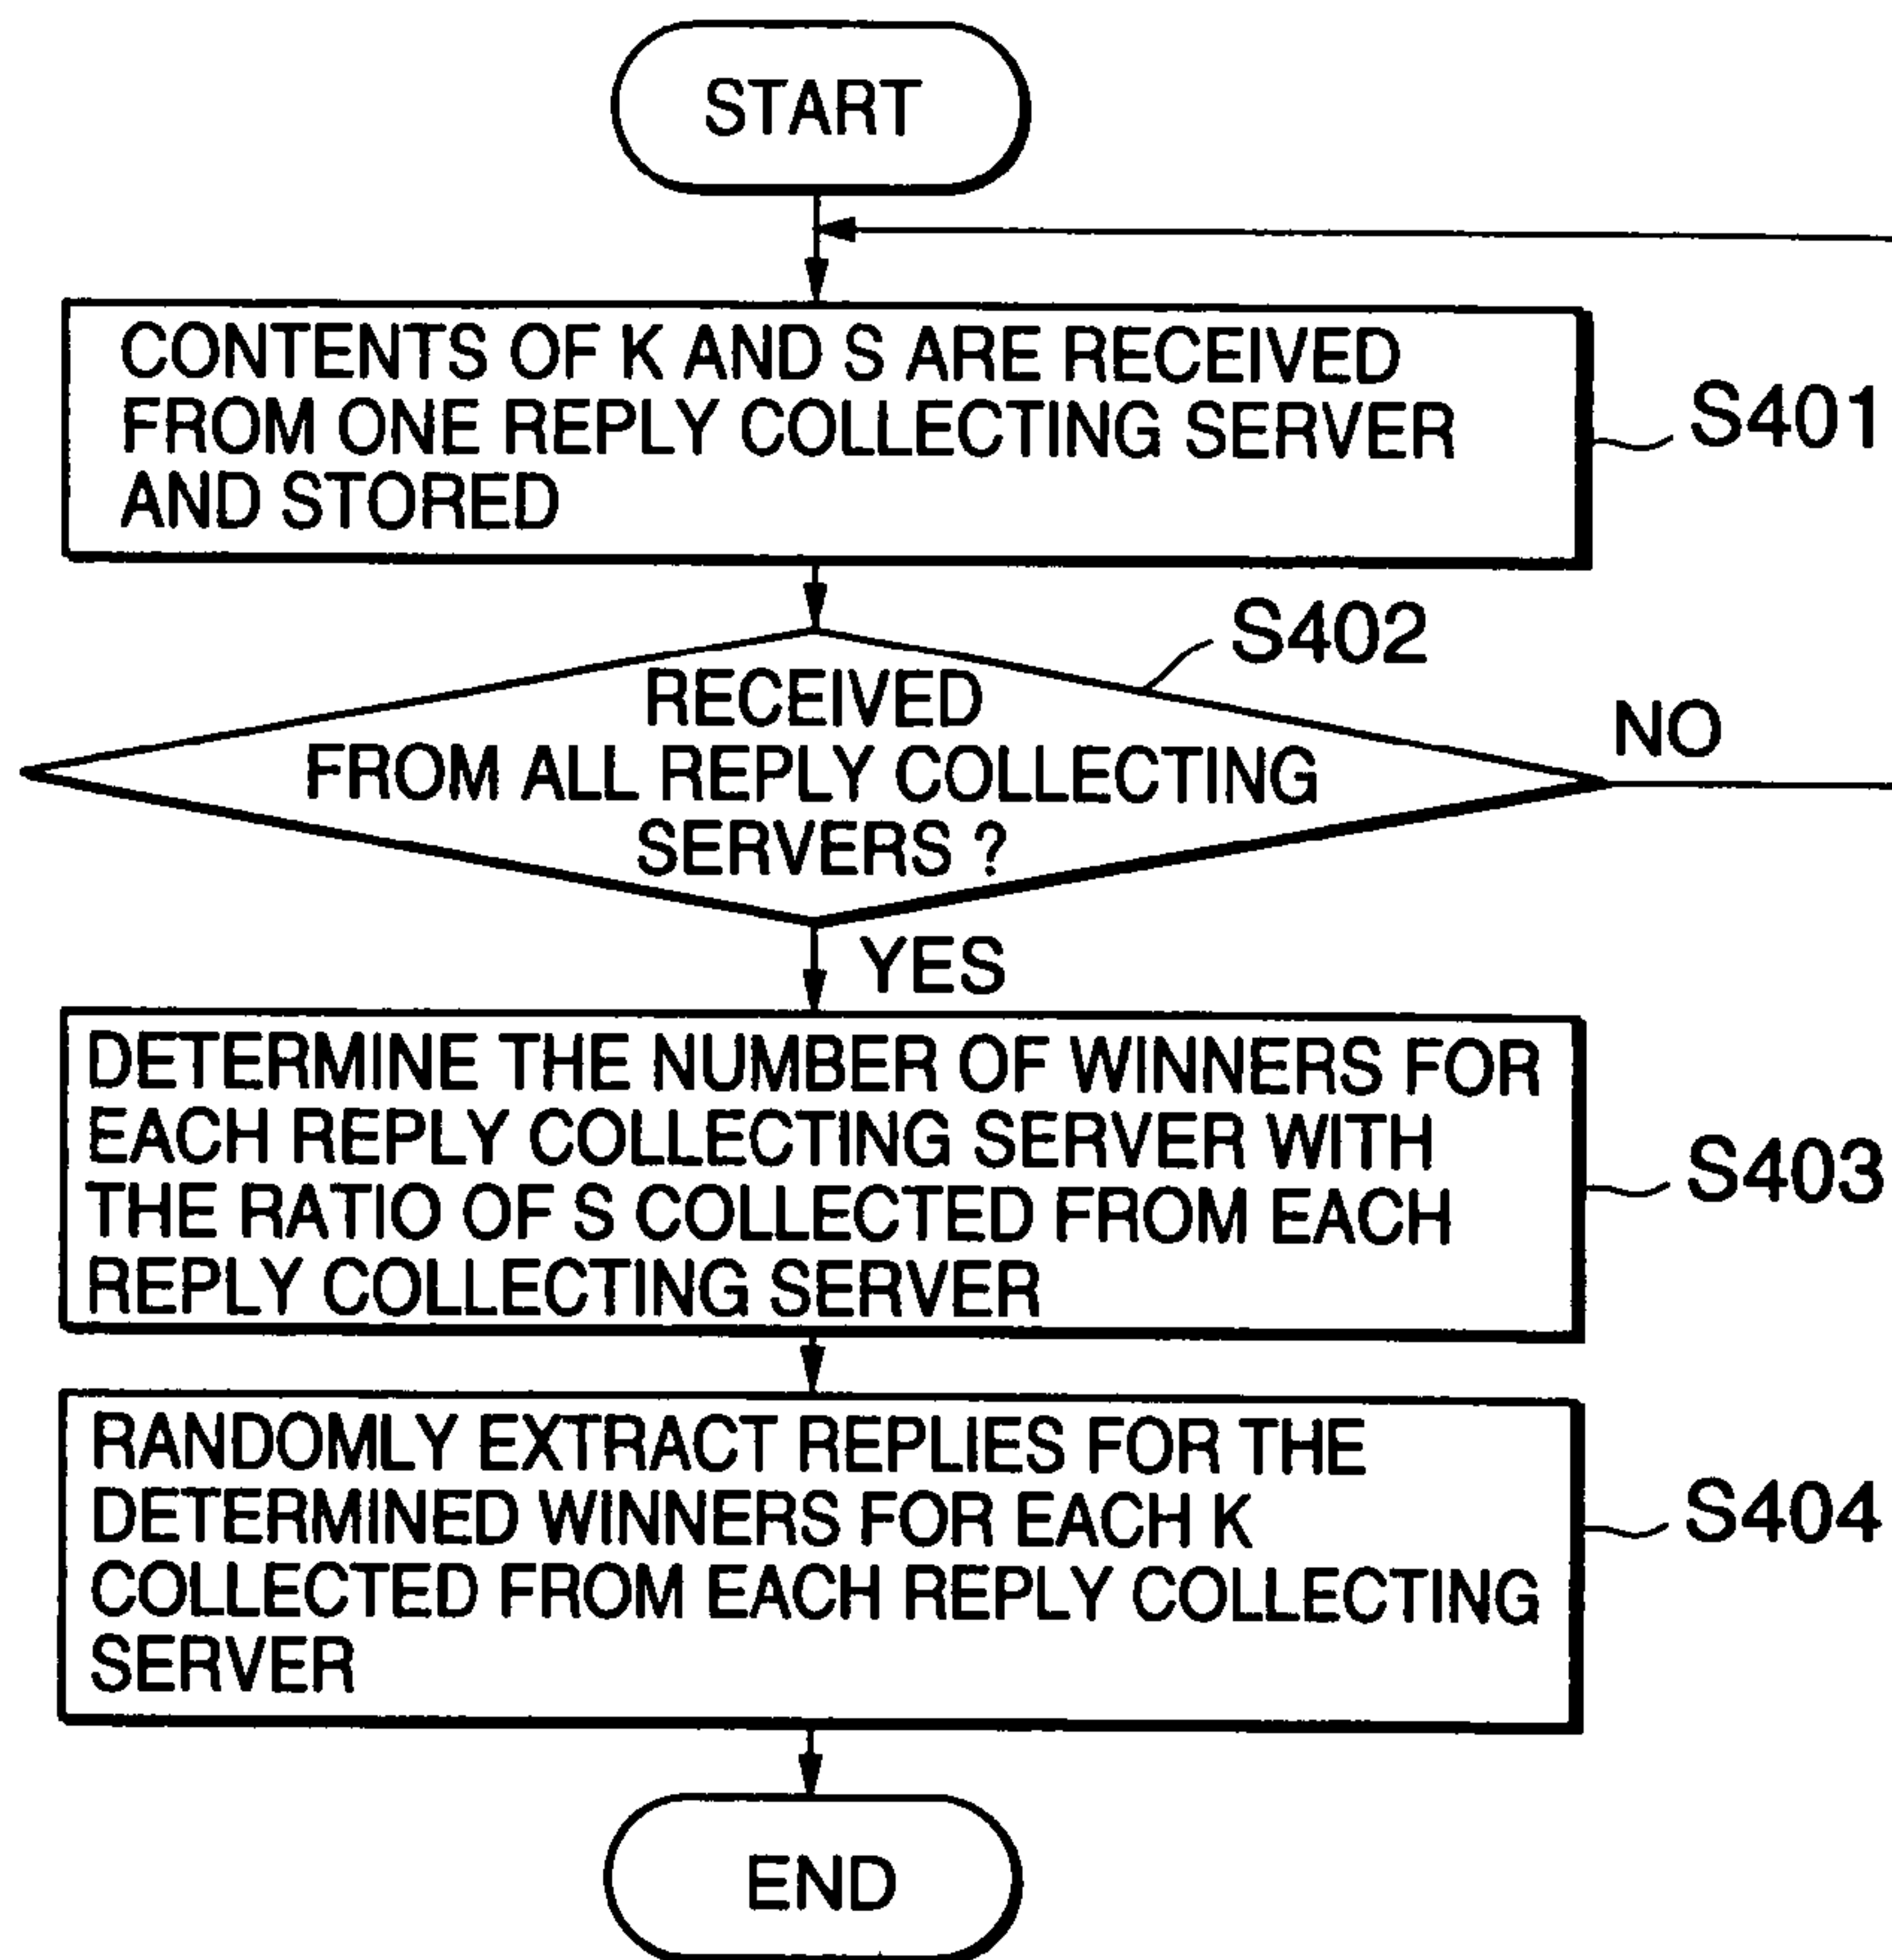 START
CONTENTS OF K AND S ARE RECEIVED
FROM ONE REPLY COLLECTING SERVER
AND STORED
S401
S402
RECEIVED
FROM ALL REPLY COLLECTING
SERVERS ?
NO
YES
DETERMINE THE NUMBER OF WINNERS FOR
EACH REPLY COLLECTING SERVER WITH
THE RATIO OF S COLLECTED FROM EACH
REPLY COLLECTING SERVER
S403
RANDOMLY EXTRACT REPLIES FOR THE
DETERMINED WINNERS FOR EACH K
COLLECTED FROM EACH REPLY COLLECTING
SERVER
S404
END